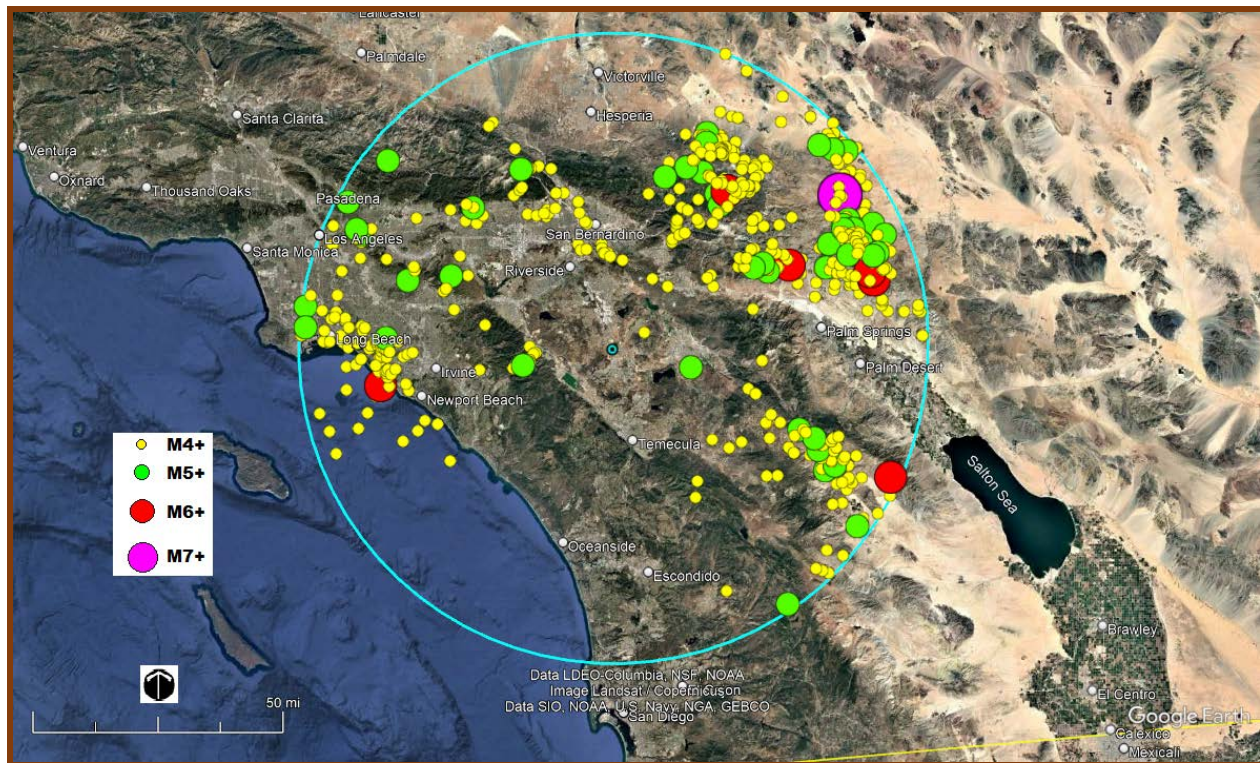 Lancaster
Palmdale
Victorville
Hesperia
Santa Clarita
Ventura
Oxnard
Thousand Oaks
Pasadena
Los Angeles
Santa Monica
San Bernardino
Riverside
Long Beach
Palm Springs
Irvine
Palm Desert
Newport Beach
M4+
M5+
M6+
M7+
Temecula
Salton Sea
Oceanside
Escondido
Brawley
Data LDEO-Columbia, NSF, NOAA
Image Landsat / Copernicus
Data SIO, NOAA, U.S. Navy, NGA, GEBCO
San Diego
El Centro
50 mi
Google Earth
Calexico
Mexicali